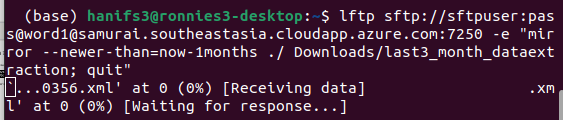 (base) hanifs3@ronnies3-desktop:~$ lftp sftp://sftpuser:pas
s@word1@samurai.southeastasia.cloudapp.azure.com:7250 -e "mir
ror --newer-than=now-1months ./ Downloads/last3_month_dataext
raction; quit"
`...0356.xml' at 0 (0%) [Receiving data] .xm
l' at 0 (0%) [Waiting for response...]